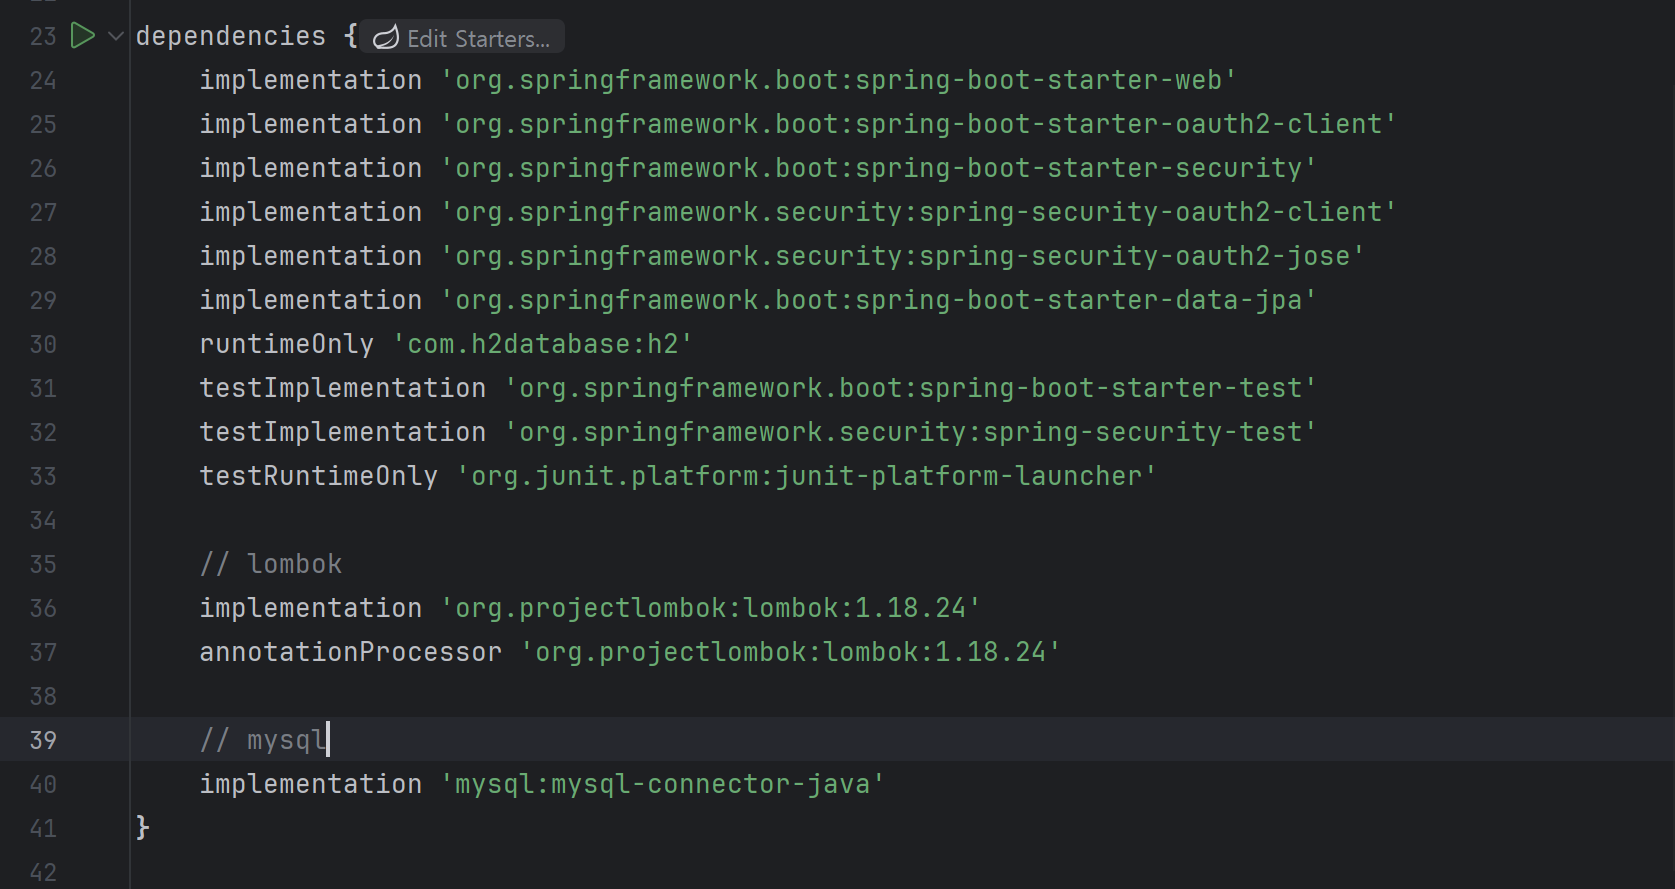 23 dependencies { Edit Starters...
24 implementation 'org.springframework.boot:spring-boot-starter-web'
25 implementation 'org.springframework.boot:spring-boot-starter-oauth2-client'
26 implementation 'org.springframework.boot:spring-boot-starter-security'
27 implementation 'org.springframework.security:spring-security-oauth2-client'
28 implementation 'org.springframework.security:spring-security-oauth2-jose'
29 implementation 'org.springframework.boot:spring-boot-starter-data-jpa'
30 runtimeOnly 'com.h2database:h2'
31 testImplementation 'org.springframework.boot:spring-boot-starter-test'
32 testImplementation 'org.springframework.security:spring-security-test'
33 testRuntimeOnly 'org.junit.platform:junit-platform-launcher'
34
35 // lombok
36 implementation 'org.projectlombok:lombok:1.18.24'
37 annotationProcessor 'org.projectlombok:lombok:1.18.24'
38
39 // mysql
40 implementation 'mysql:mysql-connector-java'
41 }
42